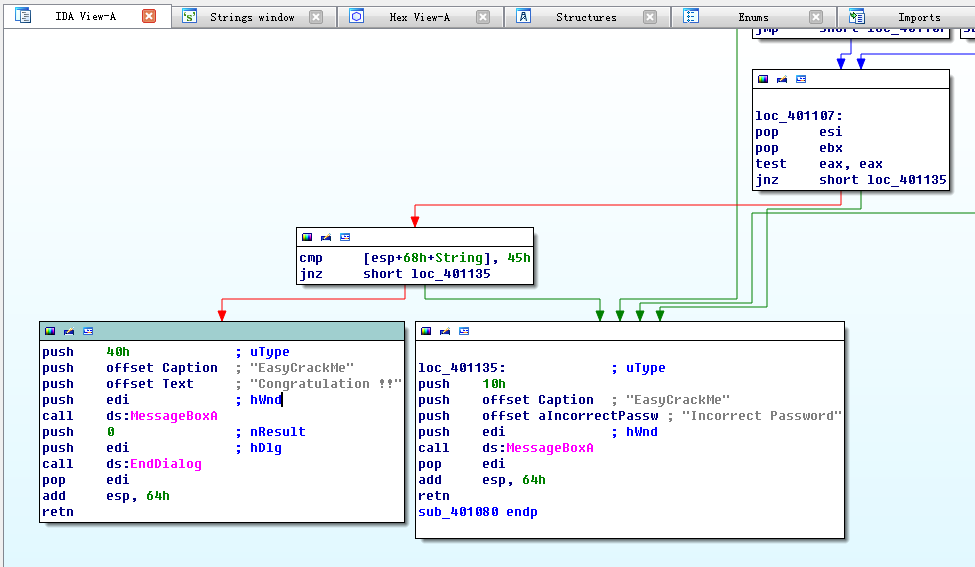 IDA View-A
Strings window
Hex View-A
Structures
Enums
Imports
jmp short loc_401107
loc_401107:
pop esi
pop ebx
test eax, eax
jnz short loc_401135
cmp [esp+68h+String], 45h
jnz short loc_401135
push 40h ; uType
push offset Caption ; "EasyCrackMe"
push offset Text ; "Congratulation !!"
push edi ; hWnd
call ds:MessageBoxA
push 0 ; nResult
push edi ; hDlg
call ds:EndDialog
pop edi
add esp, 64h
retn
loc_401135: ; uType
push 10h
push offset Caption ; "EasyCrackMe"
push offset aIncorrectPassw ; "Incorrect Password"
push edi ; hWnd
call ds:MessageBoxA
pop edi
add esp, 64h
retn
sub_401080 endp